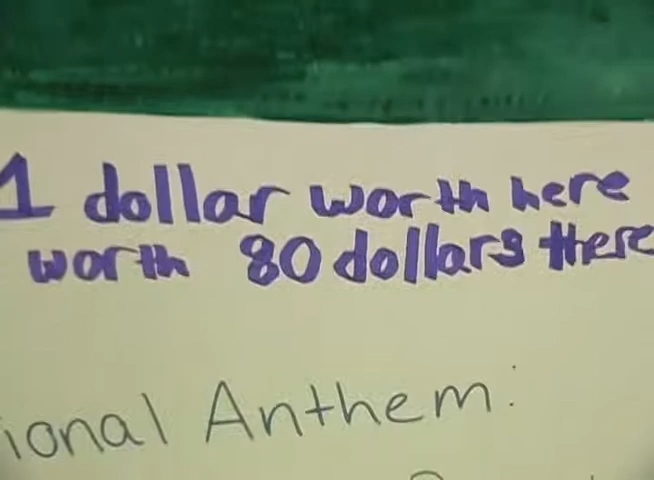 1 dollar worth here
worth 80 dollars there
ional Anthem: